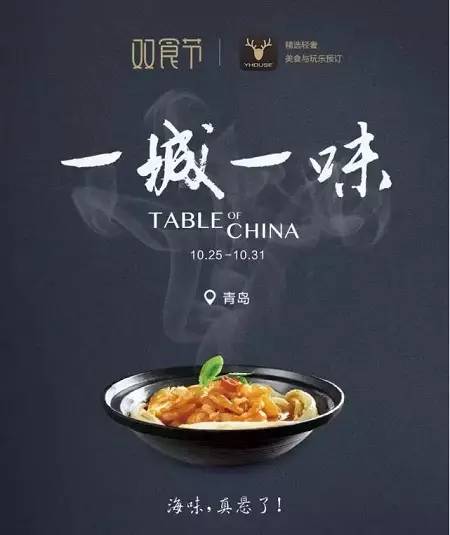 双食节
YHOUSE
精选轻奢
美食与玩乐预订
一城一味
TABLE OF CHINA
10.25-10.31
青岛
海味,真悬了!